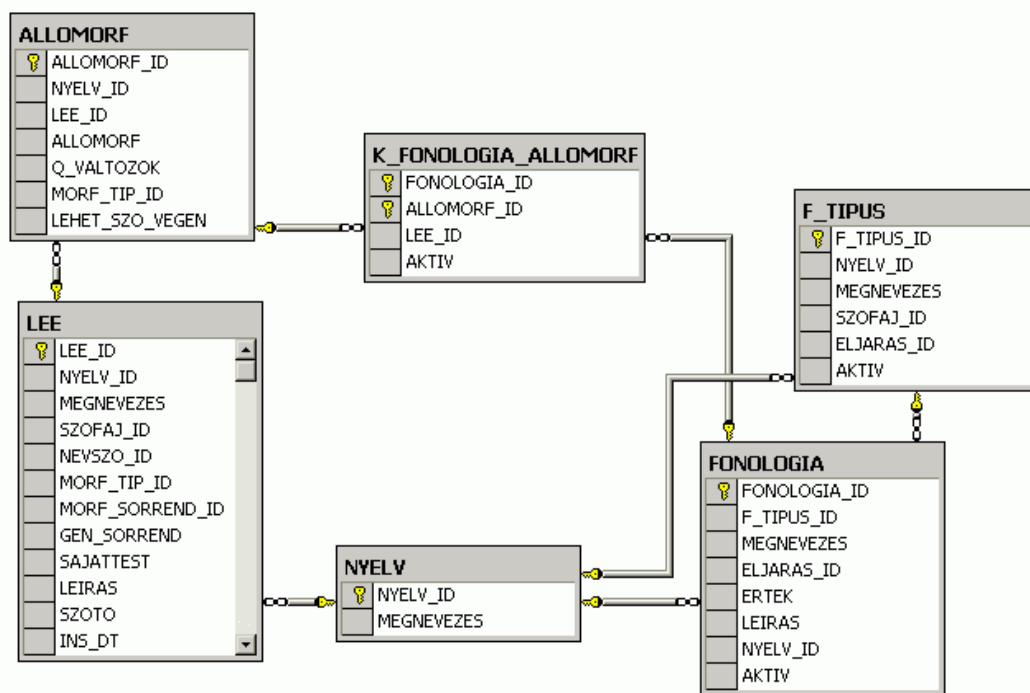 ALLOMORF
ALLOMORF_ID
NYELV_ID
LEE_ID
ALLOMORF
Q_VALTOZOK
MORF_TIP_ID
LEHET_SZO_VEGEN
K_FONOLOGIA_ALLOMORF
FONOLOGIA_ID
ALLOMORF_ID
LEE_ID
AKTIV
F_TIPUS
F_TIPUS_ID
NYELV_ID
MEGNEVEZES
SZOFAJ_ID
ELJARAS_ID
AKTIV
LEE
LEE_ID
NYELV_ID
MEGNEVEZES
SZOFAJ_ID
NEVSZO_ID
MORF_TIP_ID
MORF_SORREND_ID
GEN_SORREND
SAJATTEST
LEIRAS
SZOTO
INS_DT
NYELV
NYELV_ID
MEGNEVEZES
FONOLOGIA
FONOLOGIA_ID
F_TIPUS_ID
MEGNEVEZES
ELJARAS_ID
ERTEK
LEIRAS
NYELV_ID
AKTIV